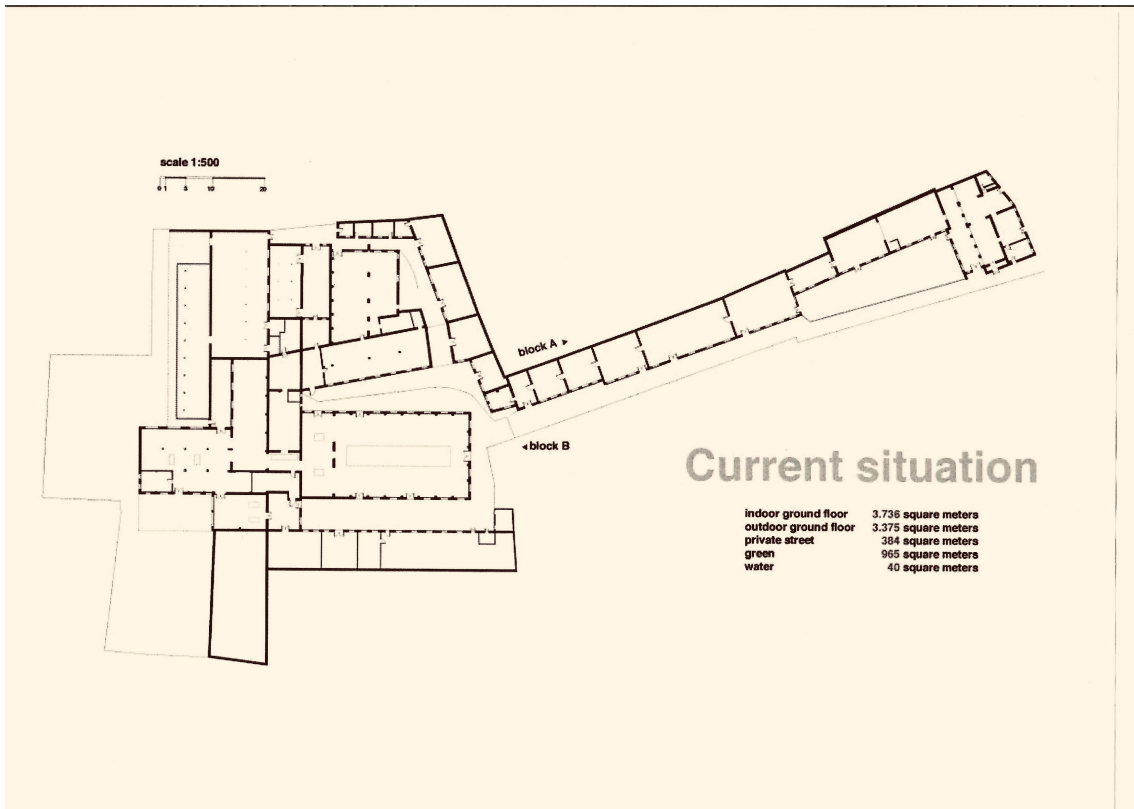 scale 1:500
0 1 5 10 20
block A ►
◄ block B
Current situation
indoor ground floor 3.736 square meters
outdoor ground floor 3.375 square meters
private street 384 square meters
green 965 square meters
water 40 square meters